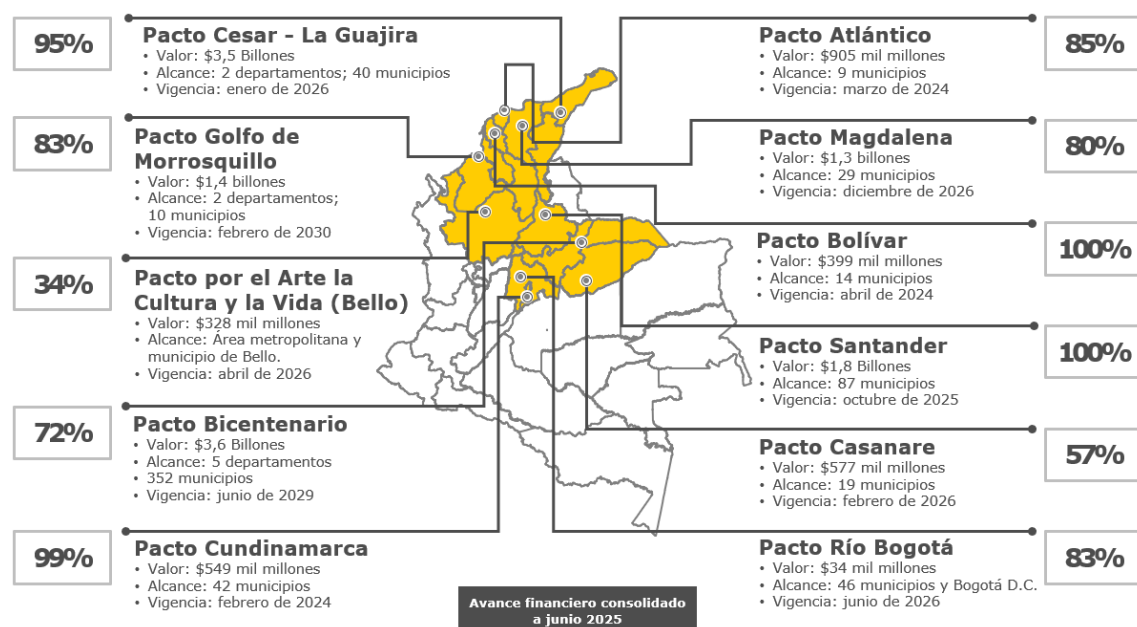 95%
Pacto Cesar - La Guajira
• Valor: $3,5 Billones
• Alcance: 2 departamentos; 40 municipios
• Vigencia: enero de 2026
83%
Pacto Golfo de
Morrosquillo
• Valor: $1,4 billones
• Alcance: 2 departamentos;
10 municipios
• Vigencia: febrero de 2030
34%
Pacto por el Arte la
Cultura y la Vida (Bello)
• Valor: $328 mil millones
• Alcance: Área metropolitana y
municipio de Bello.
• Vigencia: abril de 2026
72%
Pacto Bicentenario
• Valor: $3,6 Billones
• Alcance: 5 departamentos
• 352 municipios
• Vigencia: junio de 2029
99%
Pacto Cundinamarca
• Valor: $549 mil millones
• Alcance: 42 municipios
• Vigencia: febrero de 2024
Pacto Atlántico
• Valor: $905 mil millones
• Alcance: 9 municipios
• Vigencia: marzo de 2024
85%
Pacto Magdalena
• Valor: $1,3 billones
• Alcance: 29 municipios
• Vigencia: diciembre de 2026
80%
Pacto Bolívar
• Valor: $399 mil millones
• Alcance: 14 municipios
• Vigencia: abril de 2024
100%
Pacto Santander
• Valor: $1,8 Billones
• Alcance: 87 municipios
• Vigencia: octubre de 2025
100%
Pacto Casanare
• Valor: $577 mil millones
• Alcance: 19 municipios
• Vigencia: febrero de 2026
57%
Pacto Río Bogotá
• Valor: $34 mil millones
• Alcance: 46 municipios y Bogotá D.C.
• Vigencia: junio de 2026
83%
Avance financiero consolidado
a junio 2025